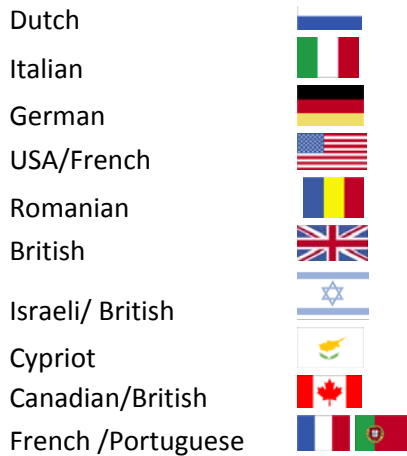 Dutch
Italian
German
USA/French
Romanian
British
Israeli/ British
Cypriot
Canadian/British
French /Portuguese